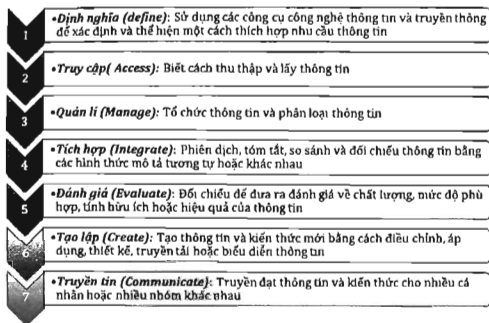 1
•Định nghĩa (define): Sử dụng các công cụ công nghệ thông tin và truyền thông
để xác định và thể hiện một cách thích hợp nhu cầu thông tin
2
•Truy cập( Access): Biết cách thu thập và lấy thông tin
3
•Quản lí (Manage): Tổ chức thông tin và phân loại thông tin
4
•Tích hợp (Integrate): Phiên dịch, tóm tắt, so sánh và đối chiếu thông tin bằng
các hình thức mô tả tương tự hoặc khác nhau
5
•Đánh giá (Evaluate): Đối chiếu để đưa ra đánh giá về chất lượng, mức độ phù
hợp, tính hữu ích hoặc hiệu quả của thông tin
6
•Tạo lập (Create): Tạo thông tin và kiến thức mới bằng cách điều chỉnh, áp
dụng, thiết kế, truyền tải hoặc biểu diễn thông tin
7
•Truyền tin (Communicate): Truyền đạt thông tin và kiến thức cho nhiều cá
nhân hoặc nhiều nhóm khác nhau